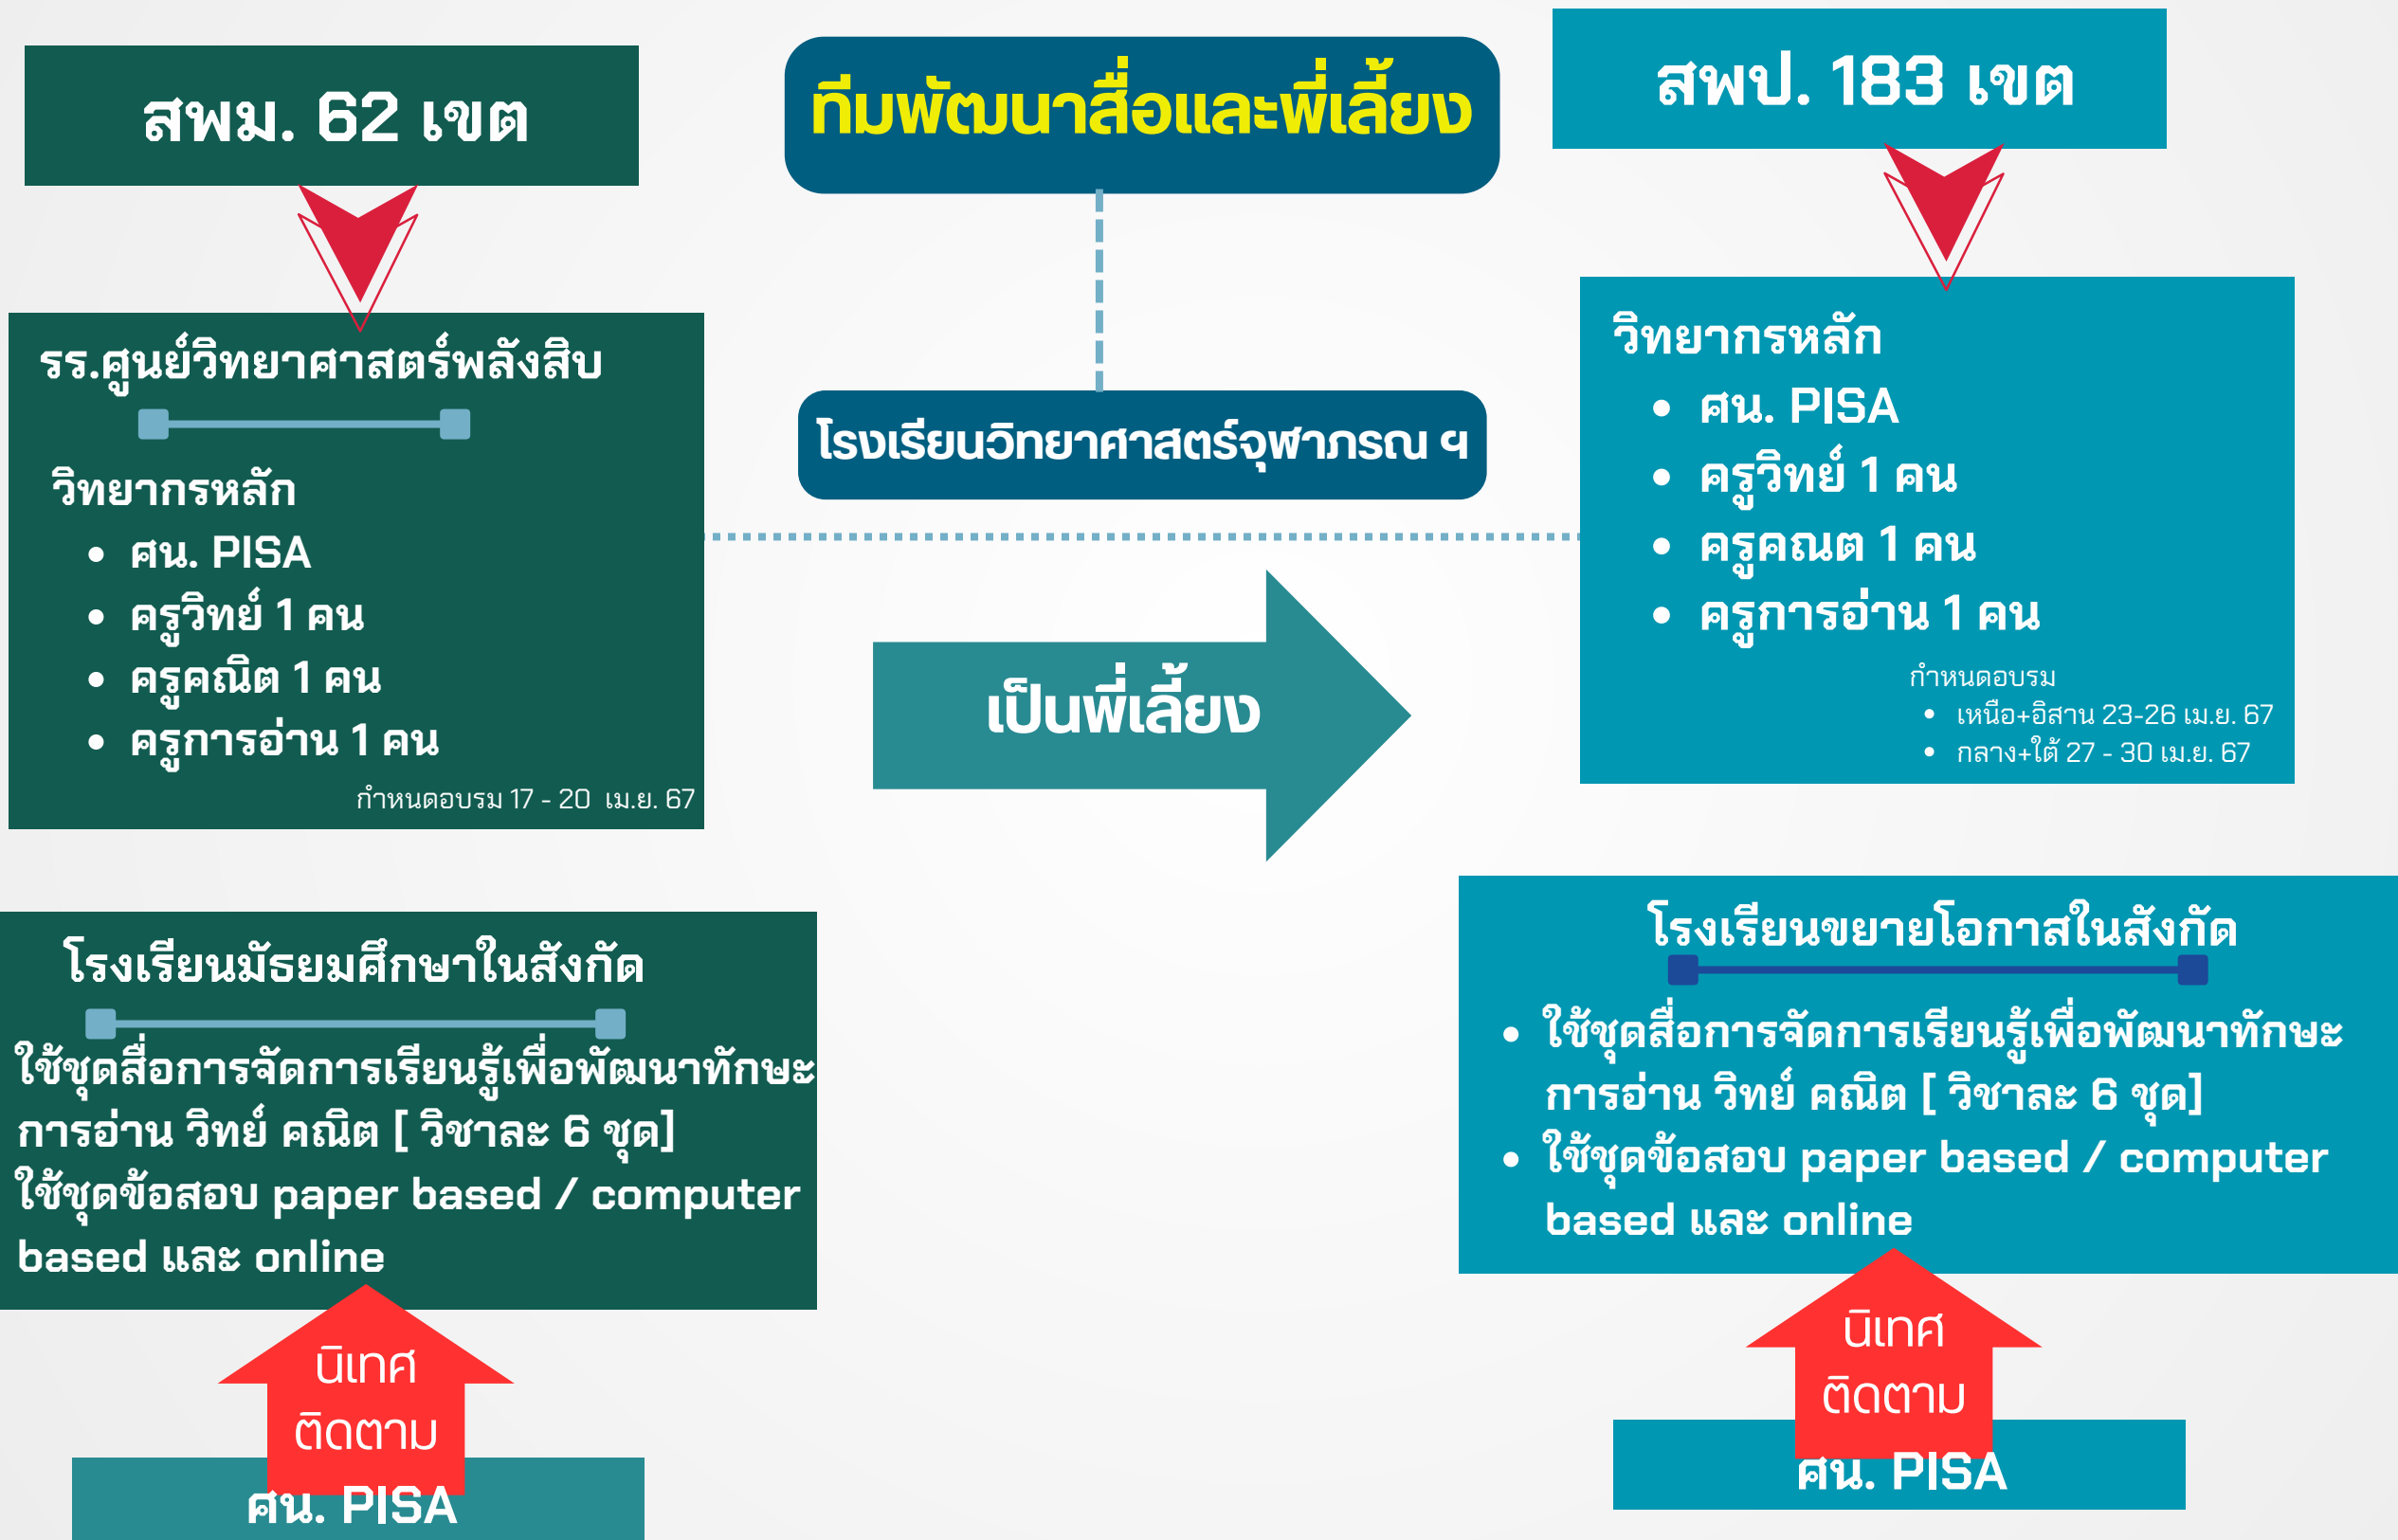 สพม. 62 เขต
ทีมพัฒนาสื่อและพี่เลี้ยง
สพป. 183 เขต
รร.ศูนย์วิทยาศาสตร์พลังสิบ
วิทยากรหลัก
• ศน. PISA
• ครูวิทย์ 1 คน
• ครูคณิต 1 คน
• ครูการอ่าน 1 คน
กำหนดอบรม 17 - 20 เม.ย. 67
โรงเรียนวิทยาศาสตร์จุฬาภรณ ฯ
เป็นพี่เลี้ยง
วิทยากรหลัก
• ศน. PISA
• ครูวิทย์ 1 คน
• ครูคณต 1 คน
• ครูการอ่าน 1 คน
กำหนดอบรม
• เหนือ+อิสาน 23-26 เม.ย. 67
• กลาง+ใต้ 27 - 30 เม.ย. 67
โรงเรียนมัธยมศึกษาในสังกัด
ใช้ชุดสื่อการจัดการเรียนรู้เพื่อพัฒนาทักษะ
การอ่าน วิทย์ คณิต [ วิชาละ 6 ชุด]
ใช้ชุดข้อสอบ paper based / computer
based และ online
นิเทศ
ติดตาม
ศน. PISA
โรงเรียนขยายโอกาสในสังกัด
• ใช้ชุดสื่อการจัดการเรียนรู้เพื่อพัฒนาทักษะ
การอ่าน วิทย์ คณิต [ วิชาละ 6 ชุด]
• ใช้ชุดข้อสอบ paper based / computer
based และ online
นิเทศ
ติดตาม
ศน. PISA